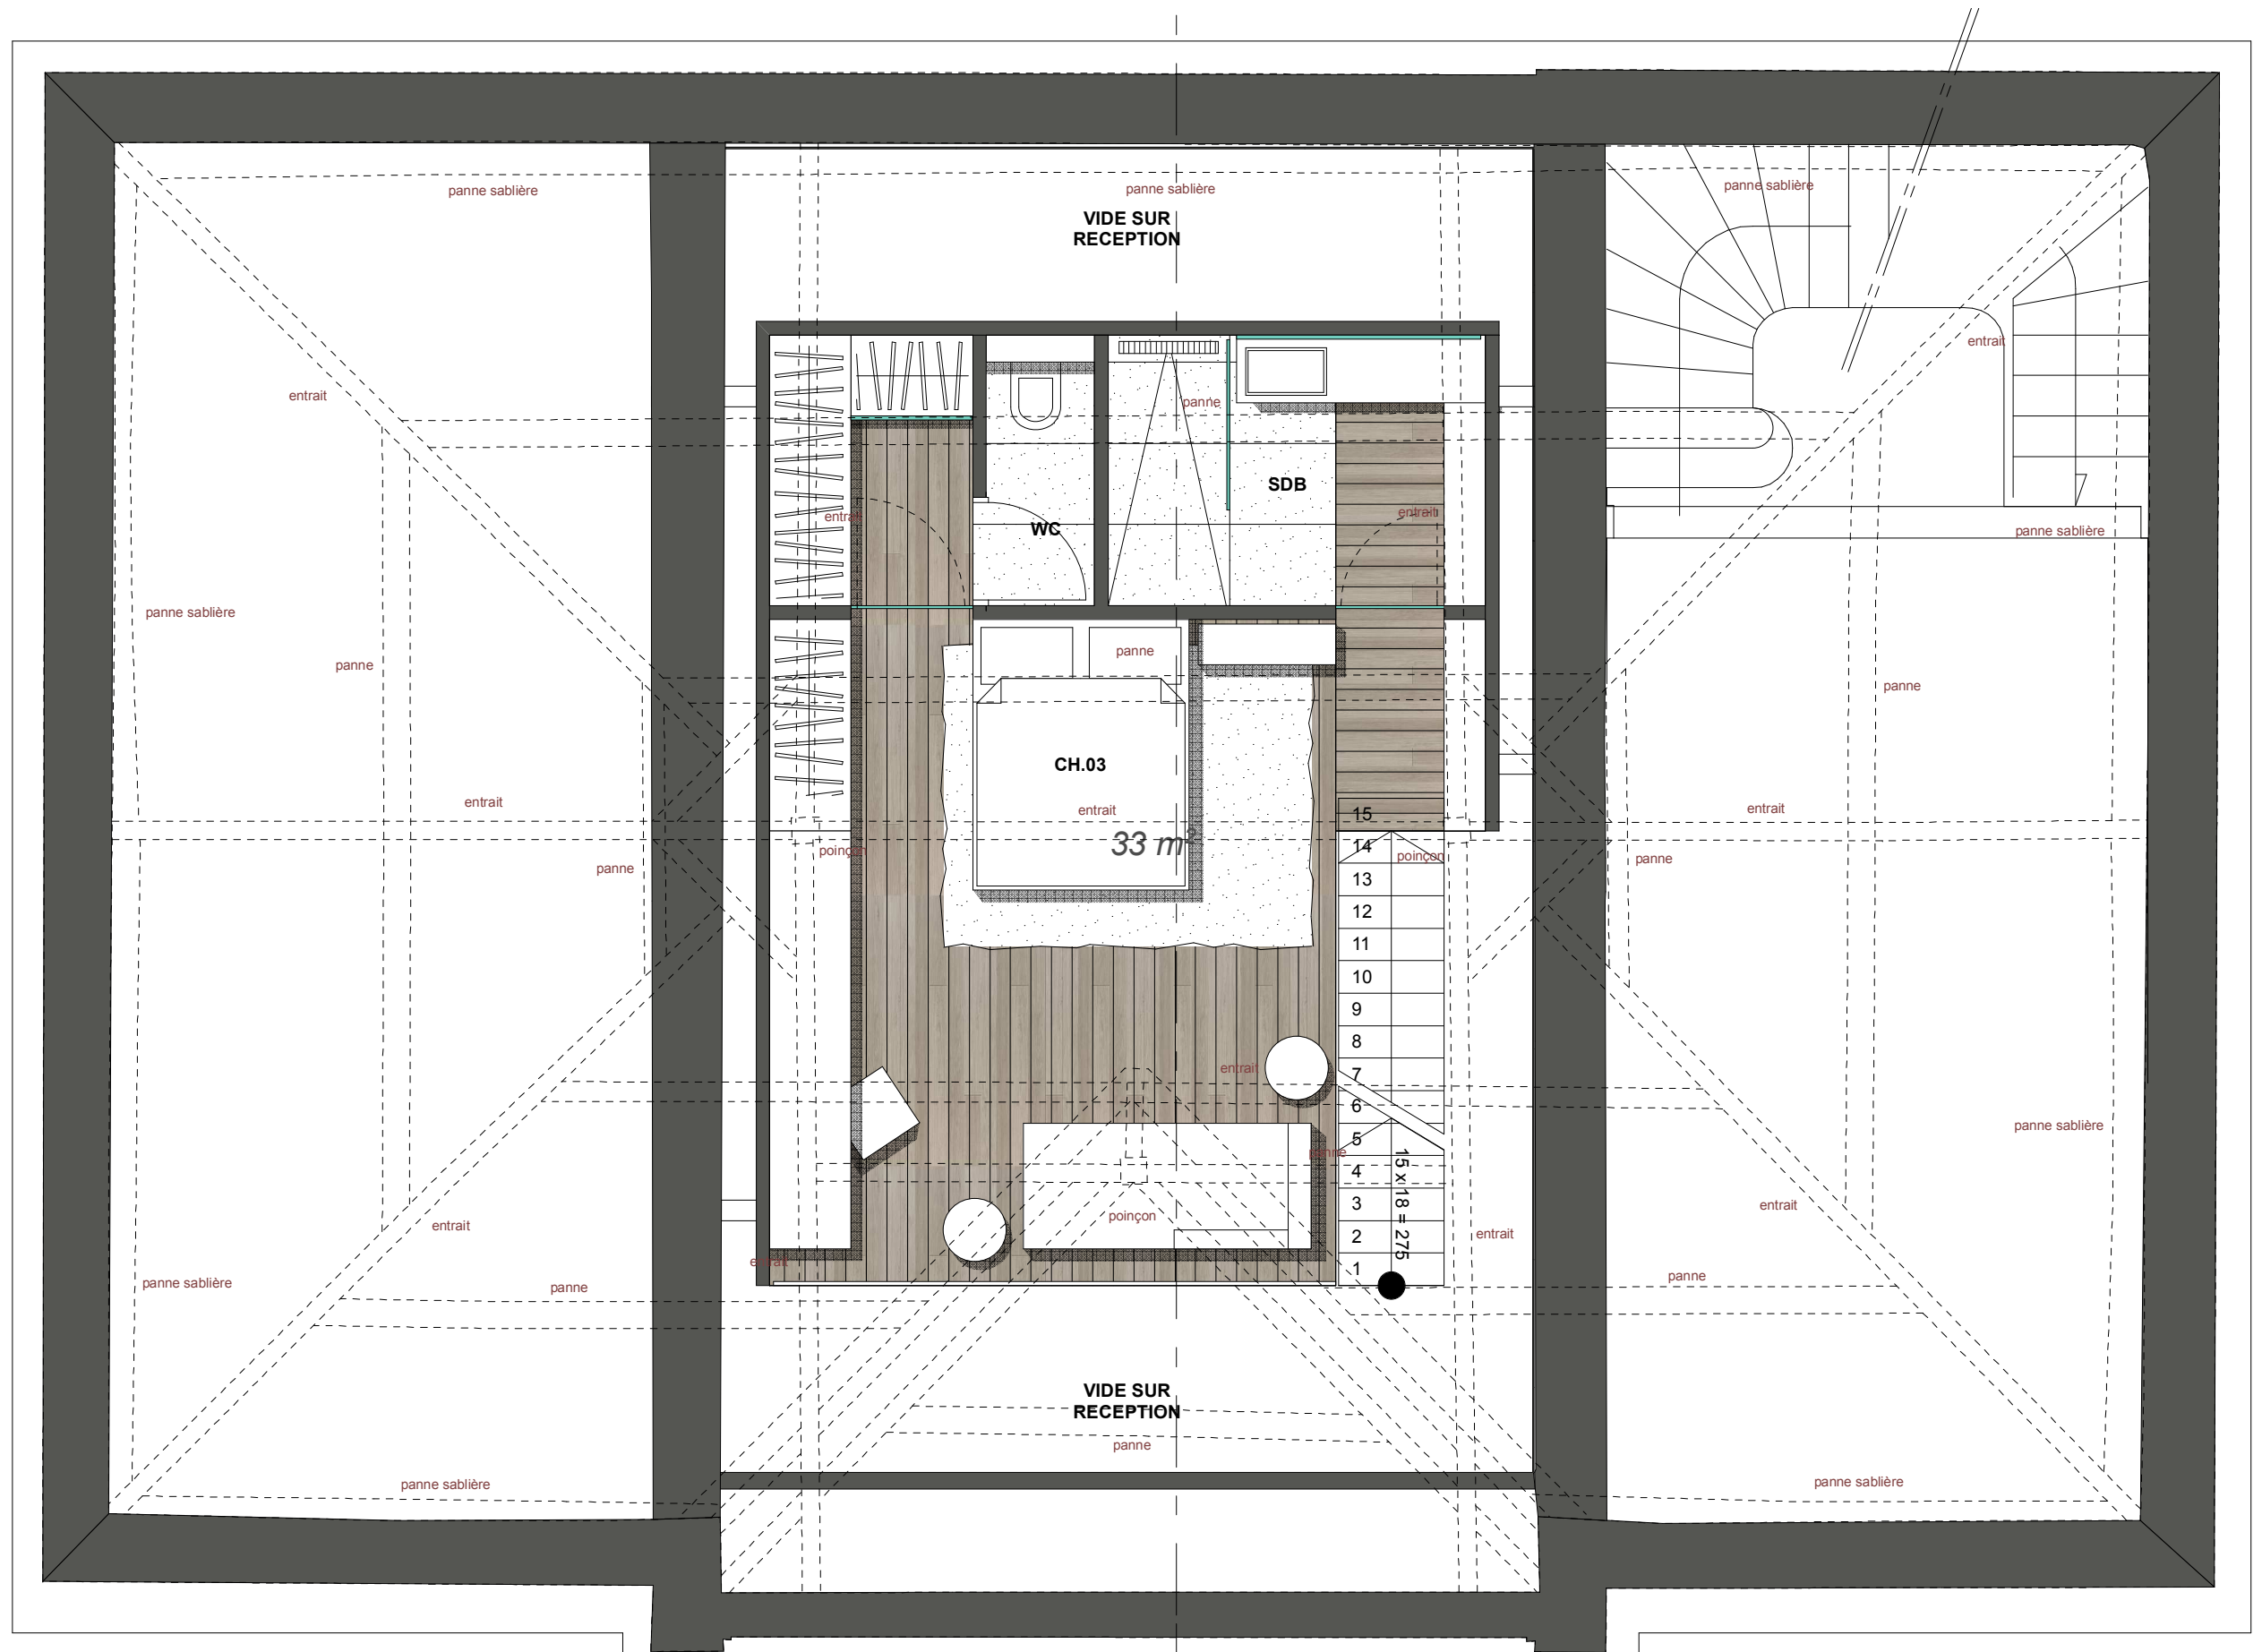 panne sablière
panne sablière
panne sablière
VIDE SUR
RECEPTION
entrait
entrait
panne
SDB
entrait
entrait
WC
panne sablière
panne sablière
panne
panne
panne
CH.03
entrait
entrait
entrait
33 m²
15
14
13
12
11
10
9
8
7
6
5
4
3
2
1
15 x 18 = 275
poinçon
poinçon
panne
panne
entrait
panne
panne sablière
poinçon
entrait
entrait
entrait
entrait
panne sablière
panne
panne
VIDE SUR
RECEPTION
panne
panne sablière
panne sablière